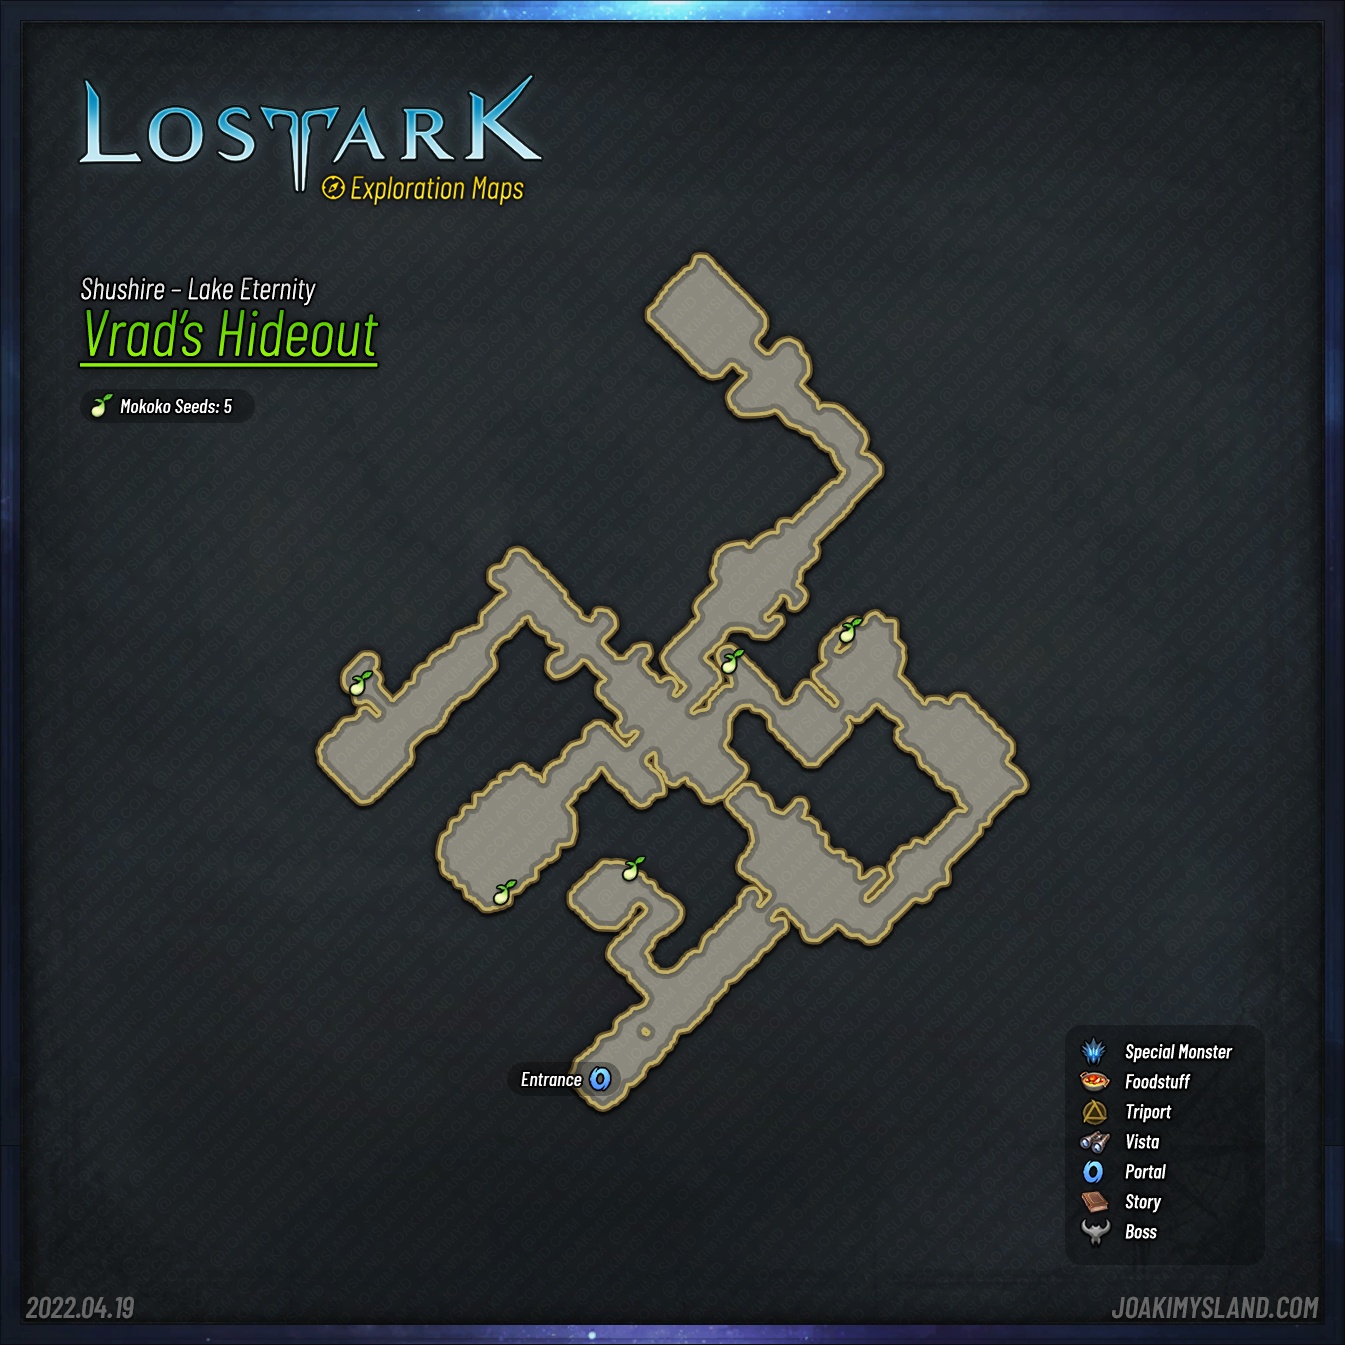 LOSTARK
Exploration Maps
Shushire – Lake Eternity
Vrad's Hideout
Mokoko Seeds: 5
Entrance
Special Monster
Foodstuff
Triport
Vista
Portal
Story
Boss
2022.04.19
JOAKIMYSLAND.COM